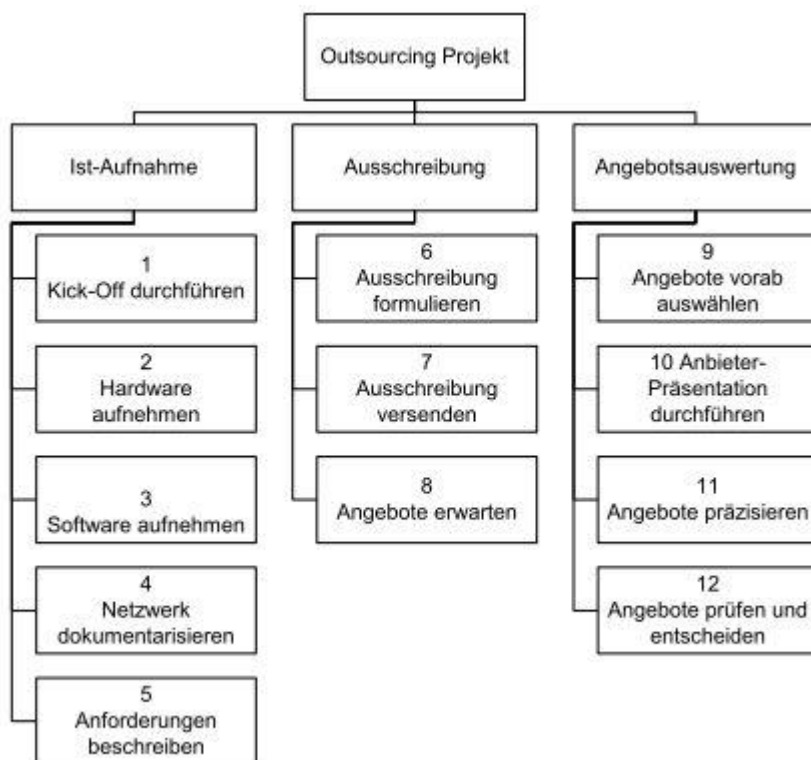 Outsourcing Projekt
Ist-Aufnahme
1
Kick-Off durchführen
2
Hardware
aufnehmen
3
Software aufnehmen
4
Netzwerk
dokumentarisieren
5
Anforderungen
beschreiben
Ausschreibung
6
Ausschreibung
formulieren
7
Ausschreibung
versenden
8
Angebote erwarten
Angebotsauswertung
9
Angebote vorab
auswählen
10 Anbieter-
Präsentation
durchführen
11
Angebote präzisieren
12
Angebote prüfen und
entscheiden